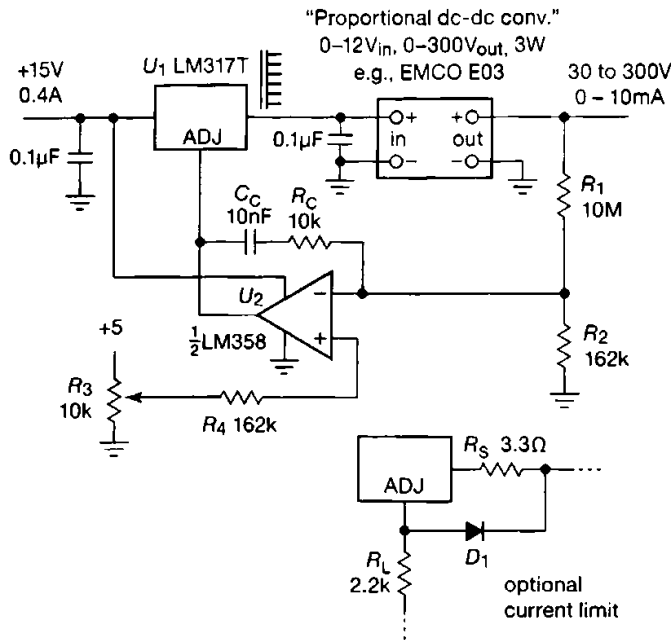 "Proportional dc-dc conv."
0–12Vin, 0–300Vout, 3W
e.g., EMCO E03
+15V
0.4A
U1 LM317T
ADJ
0.1µF
0.1µF
+ + 
in out
– –
30 to 300V
0 – 10mA
R1
10M
CC
10nF
RC
10k
U2
–
+
½LM358
R2
162k
+5
R3
10k
R4 162k
RS 3.3Ω
ADJ
D1
RL
2.2k
optional
current limit